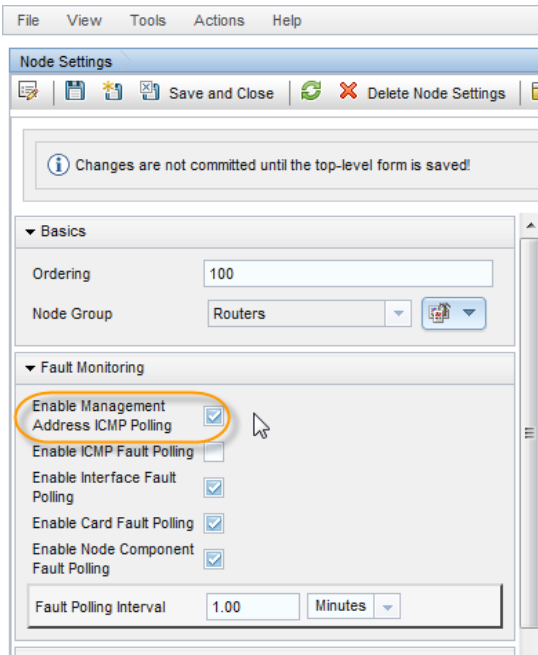 File View Tools Actions Help
Node Settings
Save and Close Delete Node Settings
Changes are not committed until the top-level form is saved!
Basics
Ordering 100
Node Group Routers
Fault Monitoring
Enable Management
Address ICMP Polling
Enable ICMP Fault Polling
Enable Interface Fault
Polling
Enable Card Fault Polling
Enable Node Component
Fault Polling
Fault Polling Interval 1.00 Minutes